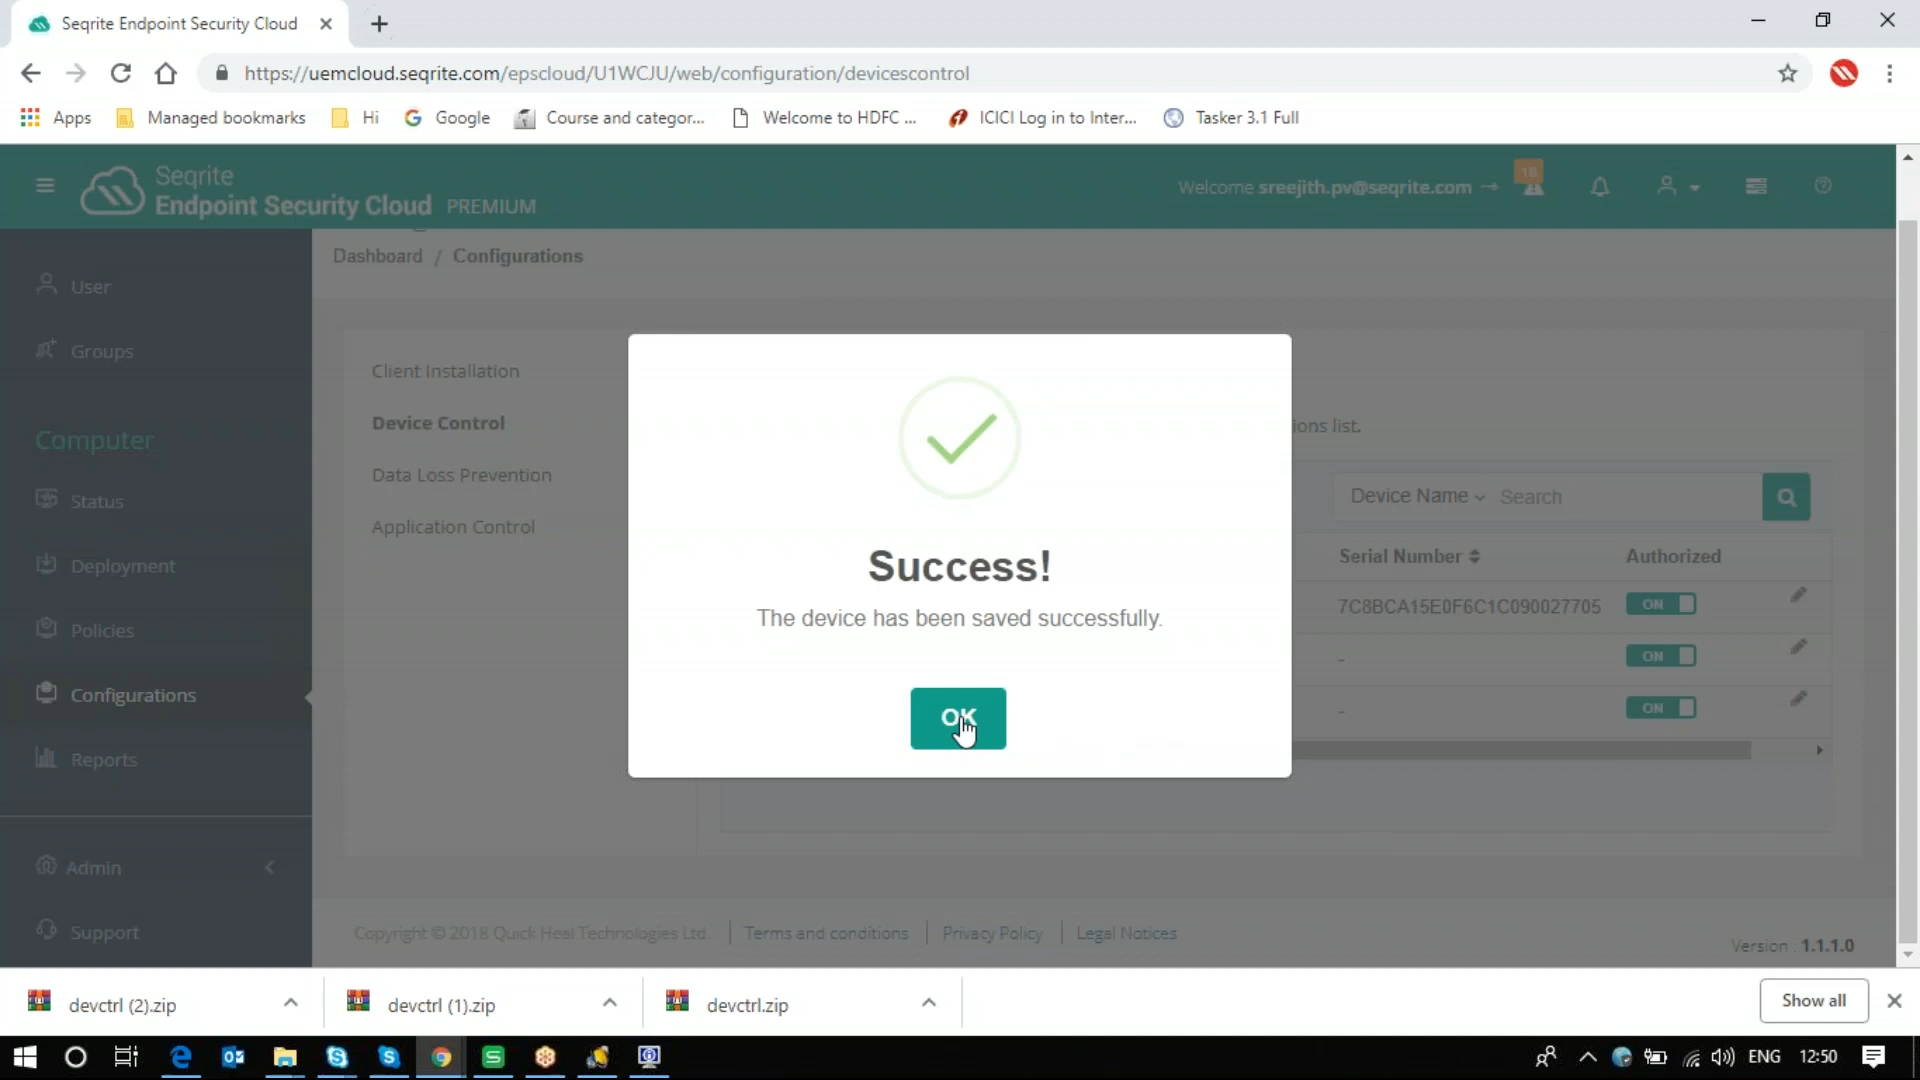 Seqrite Endpoint Security Cloud
https://uemcloud.seqrite.com/epscloud/U1WCJU/web/configuration/devicescontrol
Apps
Managed bookmarks
Hi
Google
Course and categor...
Welcome to HDFC ...
ICICI Log in to Inter...
Tasker 3.1 Full
Seqrite
Endpoint Security Cloud PREMIUM
Welcome sreejith.pv@seqrite.com
18
Dashboard / Configurations
User
Groups
Computer
Status
Deployment
Policies
Configurations
Reports
Admin
Support
Client Installation
Device Control
Data Loss Prevention
Application Control
ions list.
Device Name
Search
Serial Number
Authorized
7C8BCA15E0F6C1C090027705
ON
-
ON
-
ON
Success!
The device has been saved successfully.
OK
Copyright © 2018 Quick Heal Technologies Ltd.
Terms and conditions
Privacy Policy
Legal Notices
Version : 1.1.1.0
devctrl (2).zip
devctrl (1).zip
devctrl.zip
Show all
ENG
12:50